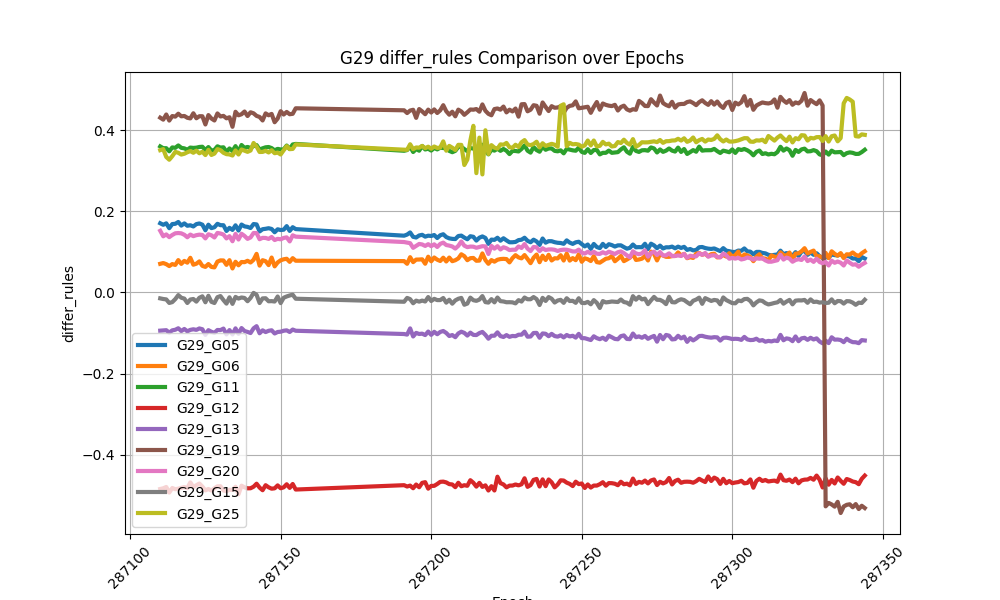 G29 differ_rules Comparison over Epochs
differ_rules
0.4
0.2
0.0
−0.2
−0.4
G29_G05
G29_G06
G29_G11
G29_G12
G29_G13
G29_G19
G29_G20
G29_G15
G29_G25
287100
287150
287200
287250
287300
287350
Epoch